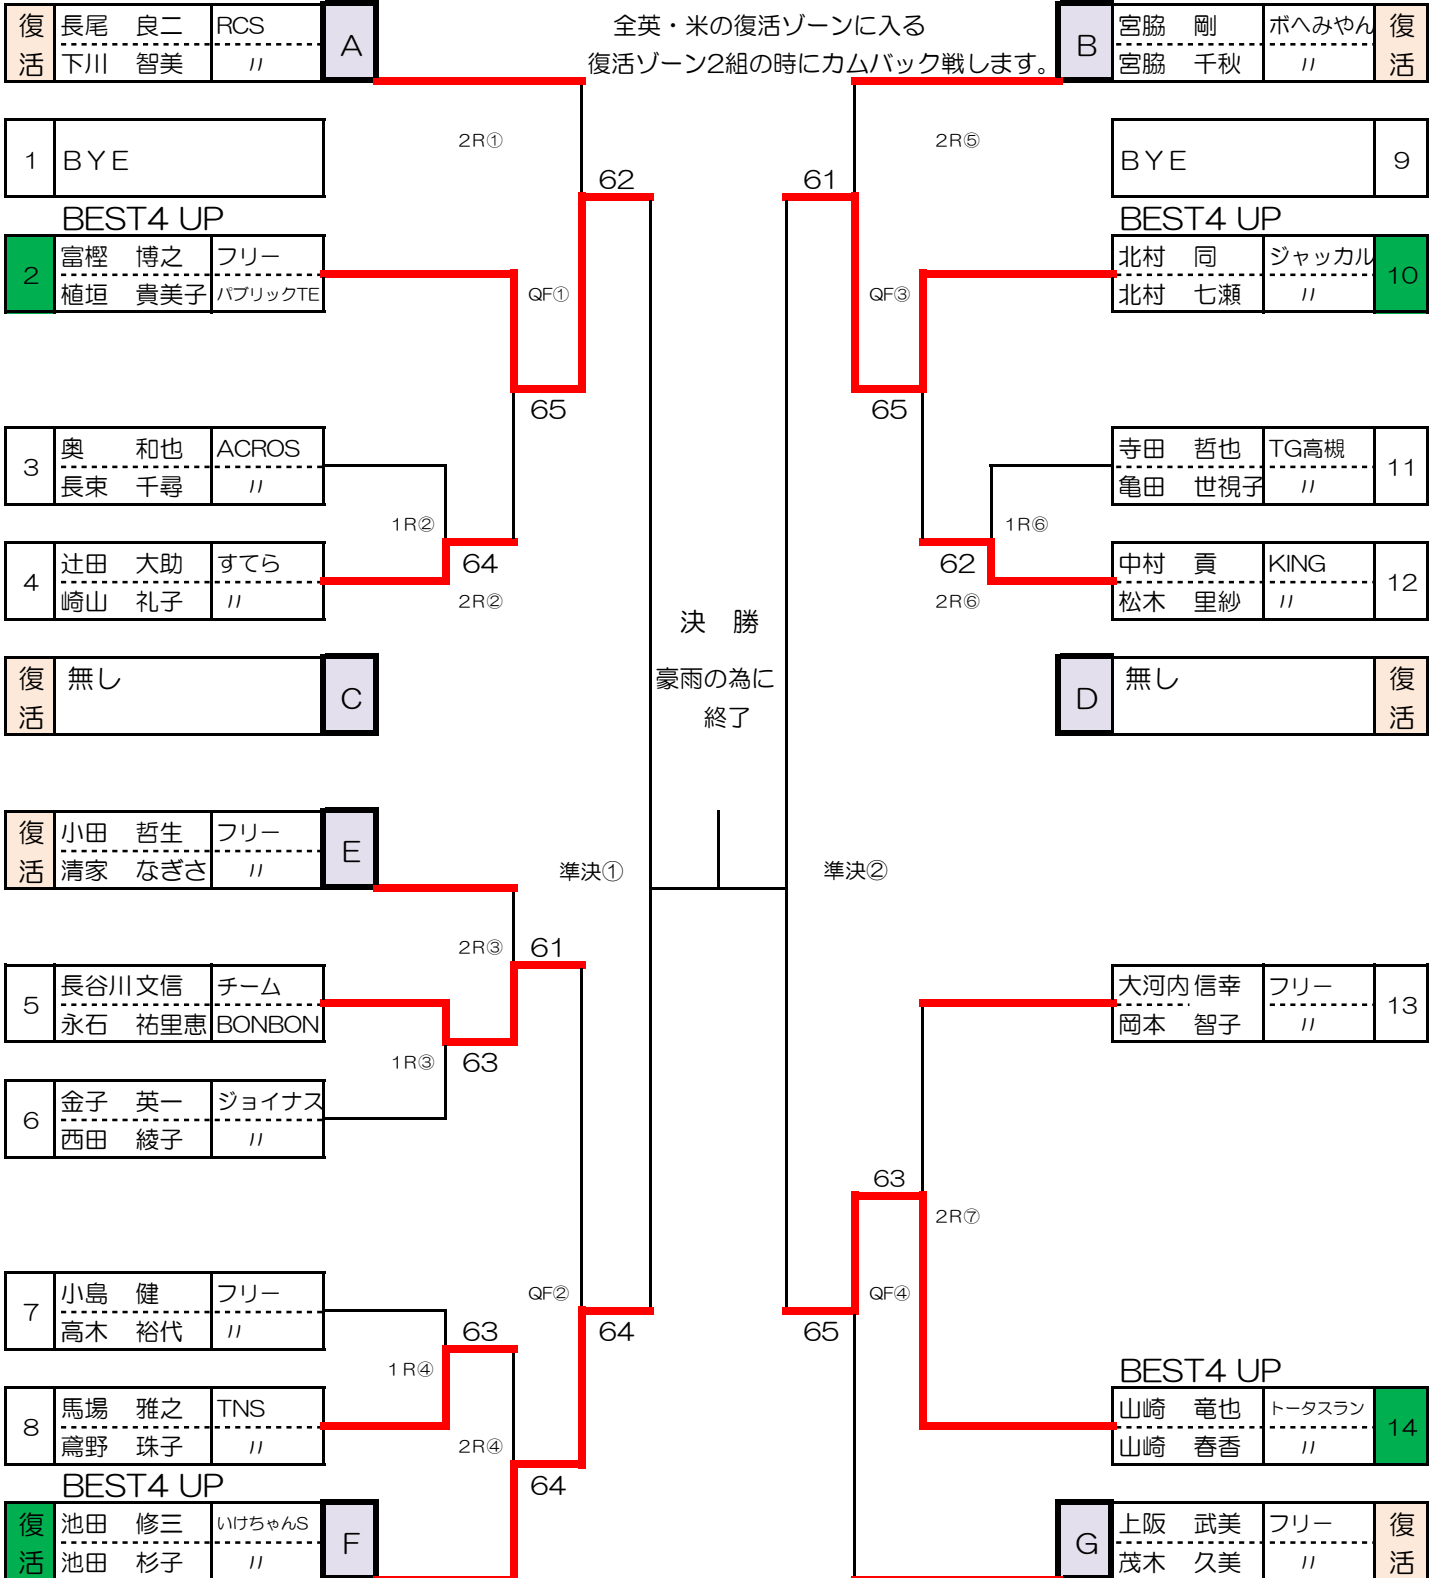 全英・米の復活ゾーンに入る
復活ゾーン2組の時にカムバック戦します。
復活
長尾 良二 RCS
下川 智美 〃
A
1 BYE
2R①
62
BEST4 UP
2
富樫 博之 フリー
植垣 貴美子 パブリックTE
QF①
65
3
奥 和也 ACROS
長束 千尋 〃
1R②
64
2R②
4
辻田 大助 すてら
崎山 礼子 〃
復活
無し
C
復活
小田 哲生 フリー
清家 なぎさ 〃
E
準決①
2R③
61
5
長谷川文信 チーム
永石 祐里恵 BONBON
1R③
63
6
金子 英一 ジョイナス
西田 綾子 〃
QF②
64
7
小島 健 フリー
高木 裕代 〃
63
1R④
8
馬場 雅之 TNS
鳶野 珠子 〃
2R④
64
BEST4 UP
復活
池田 修三 いけちゃんS
池田 杉子 〃
F
決 勝
豪雨の為に
終了
B
宮脇 剛 ボヘみやん
宮脇 千秋 〃
復活
2R⑤
BYE 9
61
BEST4 UP
北村 同 ジャッカル
北村 七瀬 〃
10
QF③
65
寺田 哲也 TG高槻
亀田 世視子 〃
11
1R⑥
62
2R⑥
中村 貢 KING
松木 里紗 〃
12
D
無し
復活
準決②
大河内信幸 フリー
岡本 智子 〃
13
63
2R⑦
QF④
65
BEST4 UP
山崎 竜也 トータスラン
山崎 春香 〃
14
G
上阪 武美 フリー
茂木 久美 〃
復活